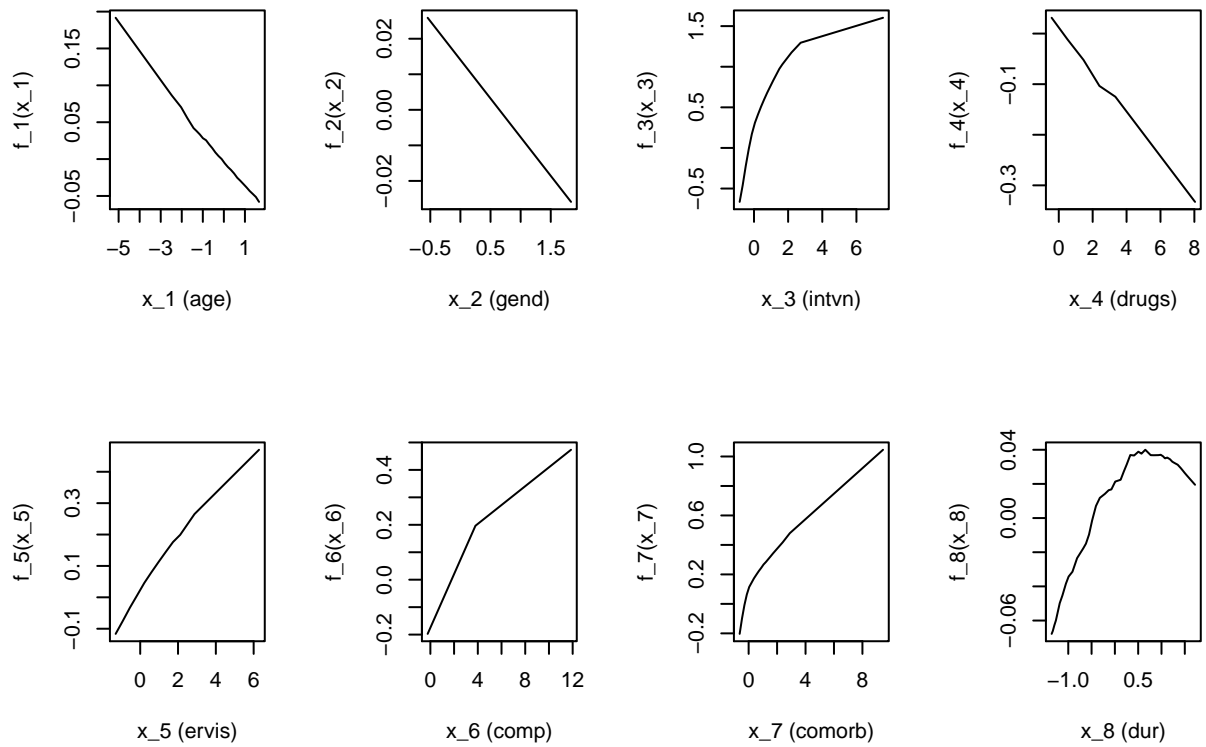 f_1(x_1)
0.15
0.05
−0.05
−5 −3 −1 1
x_1 (age)
f_2(x_2)
0.02
0.00
−0.02
−0.5 0.5 1.5
x_2 (gend)
f_3(x_3)
1.5
0.5
−0.5
0 2 4 6
x_3 (intvn)
f_4(x_4)
−0.1
−0.3
0 2 4 6 8
x_4 (drugs)
f_5(x_5)
0.3
0.1
−0.1
0 2 4 6
x_5 (ervis)
f_6(x_6)
0.4
0.2
0.0
−0.2
0 4 8 12
x_6 (comp)
f_7(x_7)
1.0
0.6
0.2
−0.2
0 4 8
x_7 (comorb)
f_8(x_8)
0.04
0.00
−0.06
−1.0 0.5
x_8 (dur)